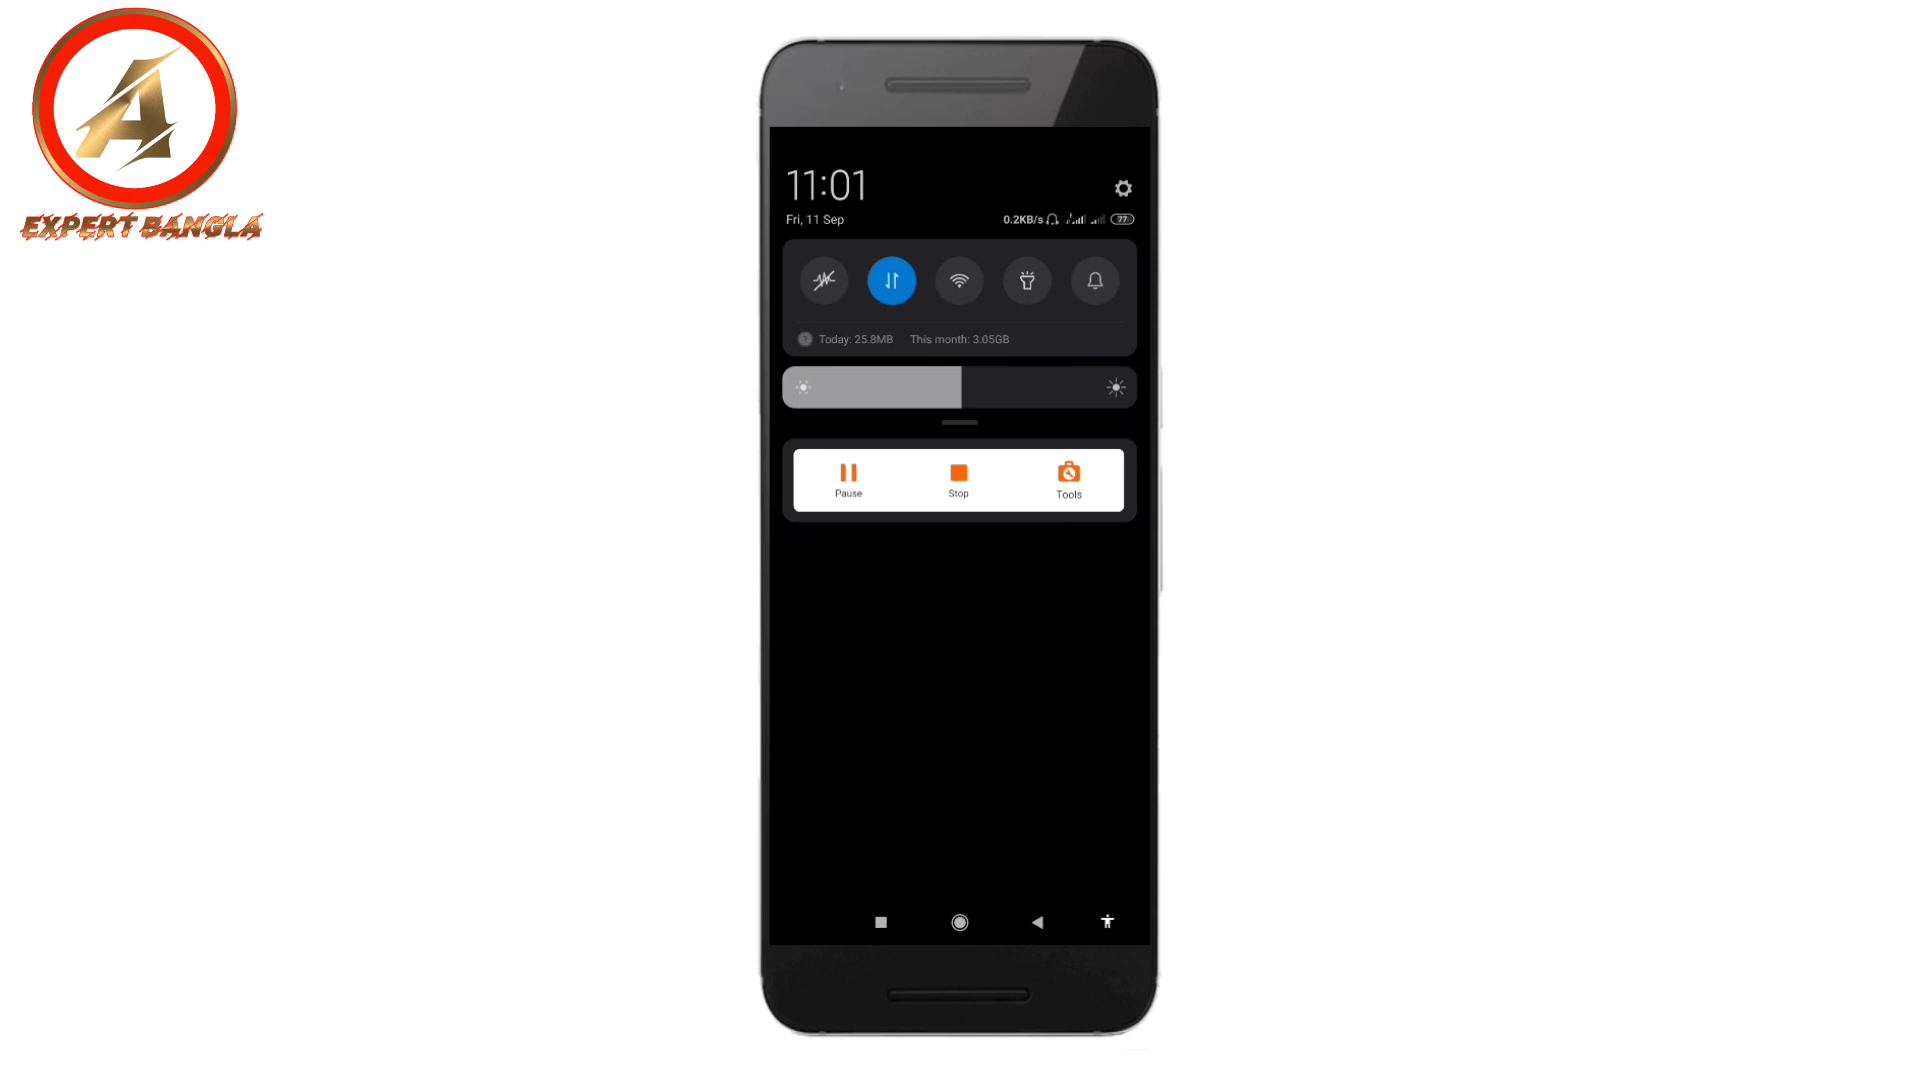 A
EXPERT BANGLA
11:01
Fri, 11 Sep
0.2KB/s
77
Today: 25.8MB This month: 3.05GB
Pause Stop Tools